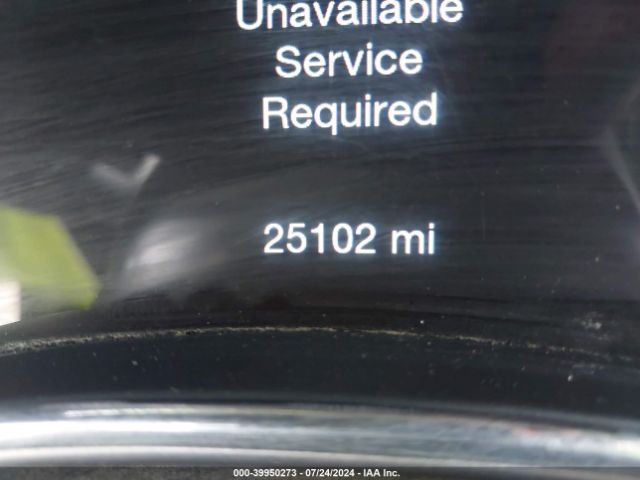 Unavailable
Service
Required
25102 mi
000-39950273 - 07/24/2024 - IAA Inc.